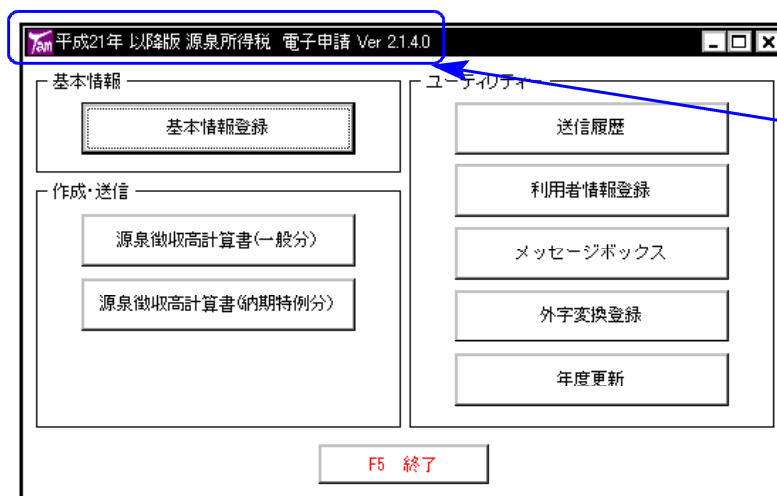 Tam 平成21年 以降版 源泉所得税 電子申請 Ver 2.1.4.0
基本情報
基本情報登録
作成・送信
源泉徴収高計算書(一般分)
源泉徴収高計算書(納期特例分)
ユーティリティー
送信履歴
利用者情報登録
メッセージボックス
外字変換登録
年度更新
F5 終了